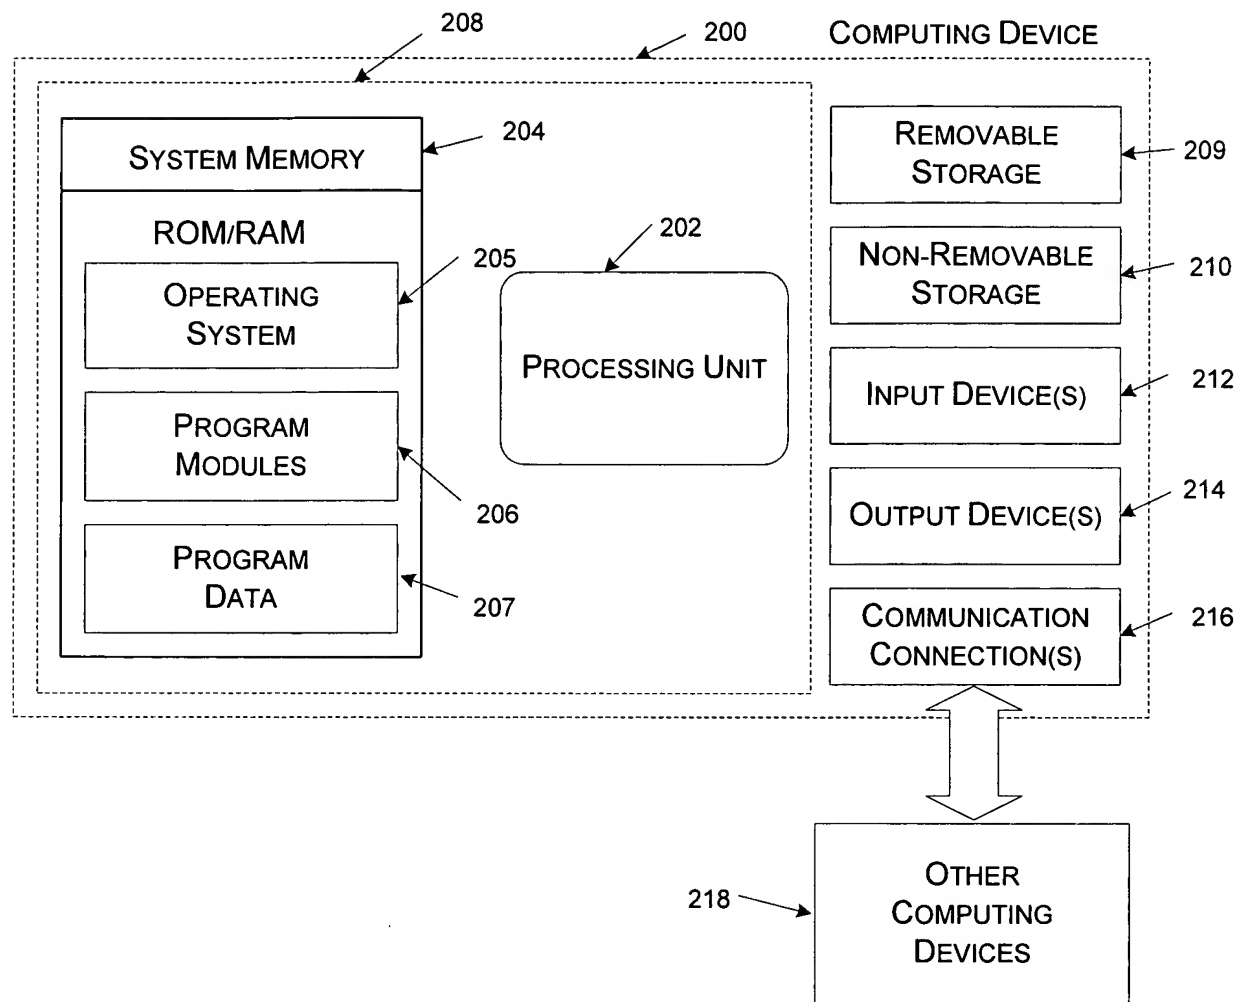 208
200
COMPUTING DEVICE
204
SYSTEM MEMORY
ROM/RAM
205
OPERATING
SYSTEM
PROGRAM
MODULES
206
PROGRAM
DATA
207
202
PROCESSING UNIT
REMOVABLE
STORAGE
209
NON-REMOVABLE
STORAGE
210
INPUT DEVICE(S)
212
OUTPUT DEVICE(S)
214
COMMUNICATION
CONNECTION(S)
216
218
OTHER
COMPUTING
DEVICES